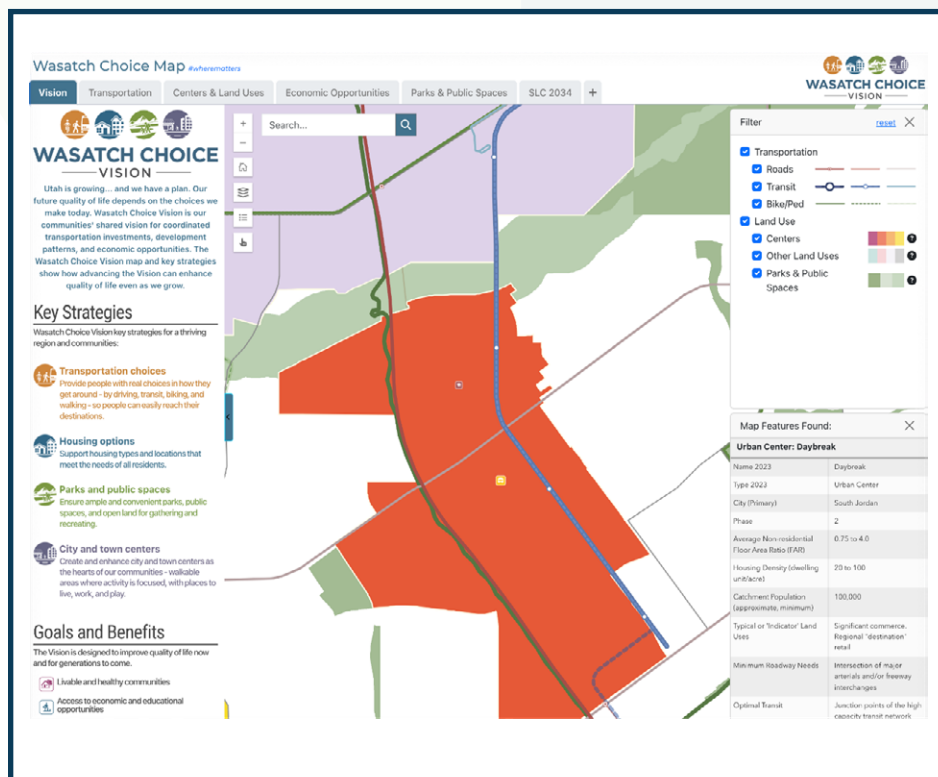 Wasatch Choice Map #wherematters
WASATCH CHOICE
VISION
Vision
Transportation
Centers & Land Uses
Economic Opportunities
Parks & Public Spaces
SLC 2034
+
WASATCH CHOICE
VISION
Utah is growing... and we have a plan. Our
future quality of life depends on the choices we
make today. Wasatch Choice Vision is our
communities' shared vision for coordinated
transportation investments, development
patterns, and economic opportunities. The
Wasatch Choice Vision map and key strategies
show how advancing the Vision can enhance
quality of life even as we grow.
Key Strategies
Wasatch Choice Vision key strategies for a thriving
region and communities:
Transportation choices
Provide people with real choices in how they
get around - by driving, transit, biking, and
walking - so people can easily reach their
destinations.
Housing options
Support housing types and locations that
meet the needs of all residents.
Parks and public spaces
Ensure ample and convenient parks, public
spaces, and open land for gathering and
recreating.
City and town centers
Create and enhance city and town centers as
the hearts of our communities - walkable
areas where activity is focused, with places to
live, work, and play.
Goals and Benefits
The Vision is designed to improve quality of life now
and for generations to come.
Livable and healthy communities
Access to economic and educational
opportunities
+
−
Search...
Filter reset
Transportation
Roads
Transit
Bike/Ped
Land Use
Centers ?
Other Land Uses ?
Parks & Public ?
Spaces
Map Features Found:
Urban Center: Daybreak
Name 2023 Daybreak
Type 2023 Urban Center
City (Primary) South Jordan
Phase 2
Average Non-residential 0.75 to 4.0
Floor Area Ratio (FAR)
Housing Density (dwelling 20 to 100
unit/acre)
Catchment Population 100,000
(approximate, minimum)
Typical or 'Indicator' Land Significant commerce.
Uses Regional "destination"
retail
Minimum Roadway Needs Intersection of major
arterials and/or freeway
interchanges
Optimal Transit Junction points of the high
capacity transit network